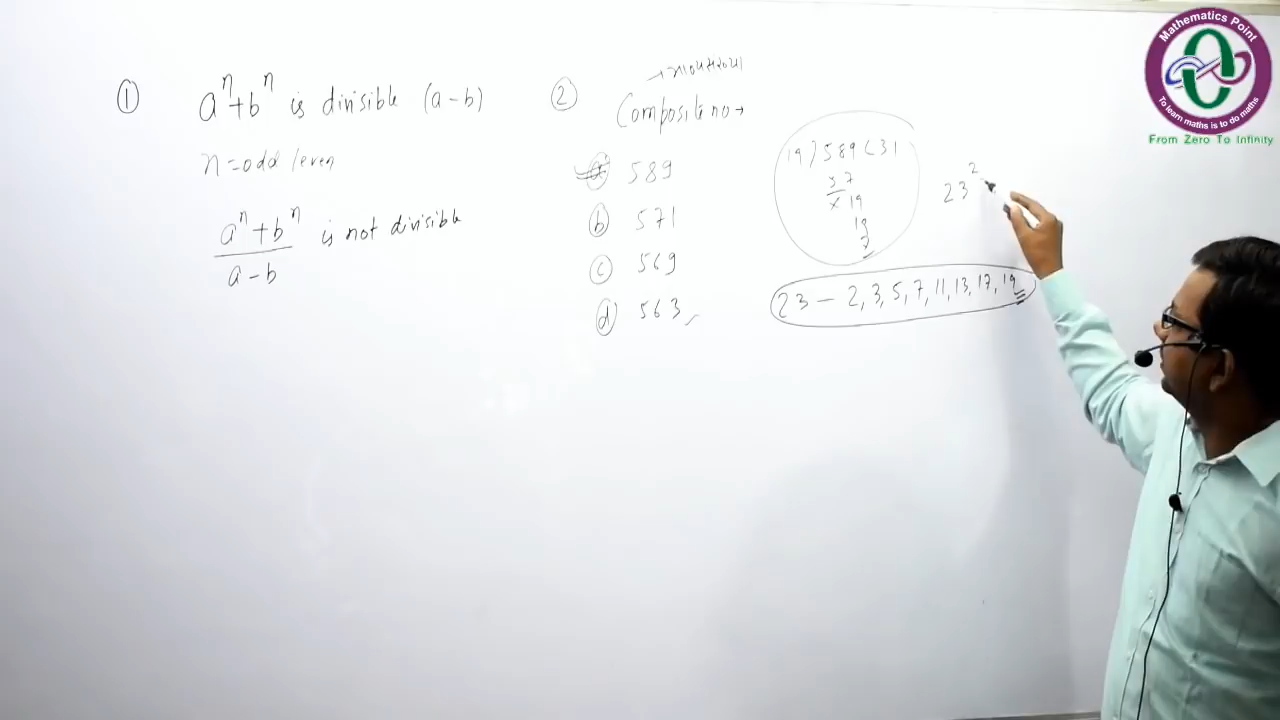 ① aⁿ+bⁿ is divisible (a-b)
n=odd/even
aⁿ+bⁿ
a-b
is not divisible
②
Composite no →
ⓐ 589
ⓑ 571
ⓒ 569
ⓓ 563
19)589(31
57
×19
19
23²
23 - 2, 3, 5, 7, 11, 13, 17, 19
Mathematics Point
To learn maths is to do maths
From Zero To Infinity